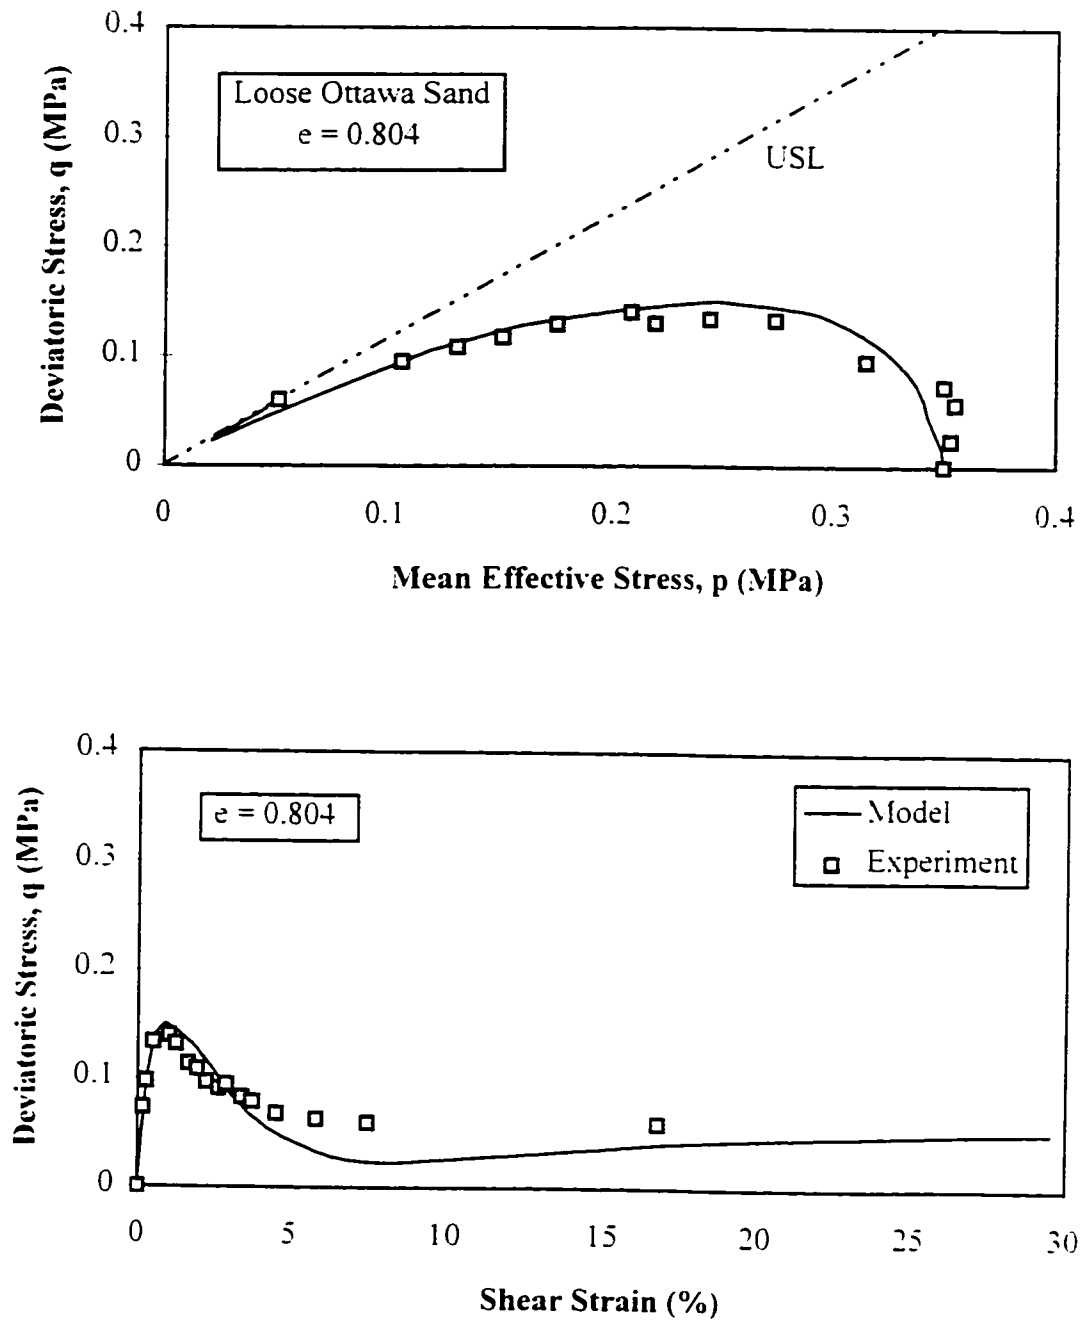 0.4
0.3
0.2
0.1
0
Deviatoric Stress, q (MPa)
Loose Ottawa Sand
e = 0.804
USL
0
0.1
0.2
0.3
0.4
Mean Effective Stress, p (MPa)
0.4
0.3
0.2
0.1
0
Deviatoric Stress, q (MPa)
e = 0.804
Model
Experiment
0
5
10
15
20
25
30
Shear Strain (%)